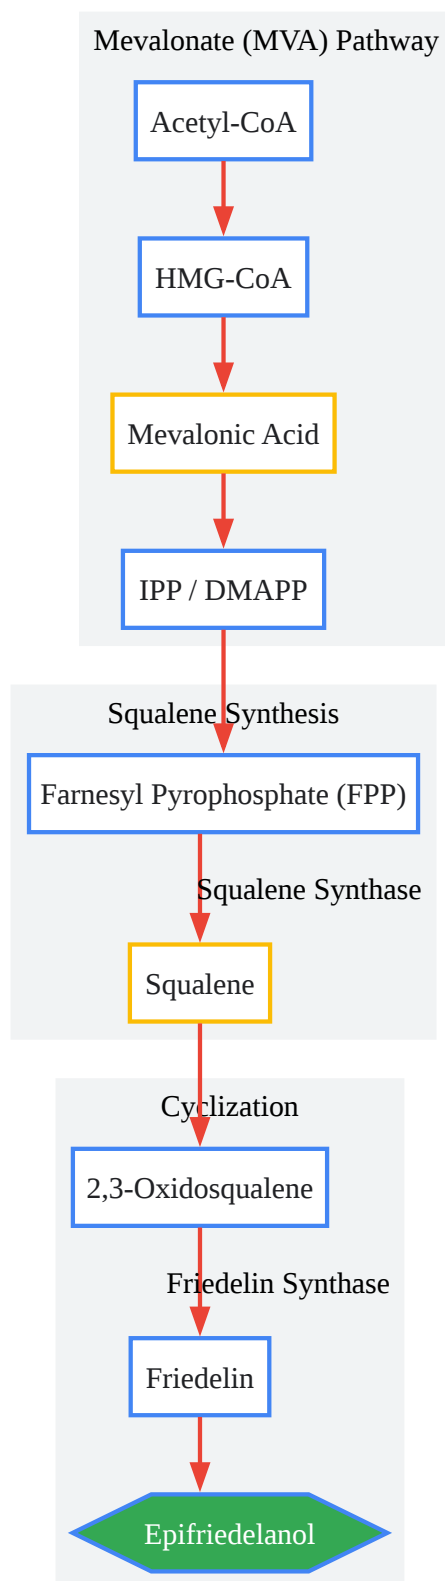 Mevalonate (MVA) Pathway
Acetyl-CoA
HMG-CoA
Mevalonic Acid
IPP / DMAPP
Squalene Synthesis
Farnesyl Pyrophosphate (FPP)
Squalene Synthase
Squalene
Cyclization
2,3-Oxidosqualene
Friedelin Synthase
Friedelin
Epifriedelanol